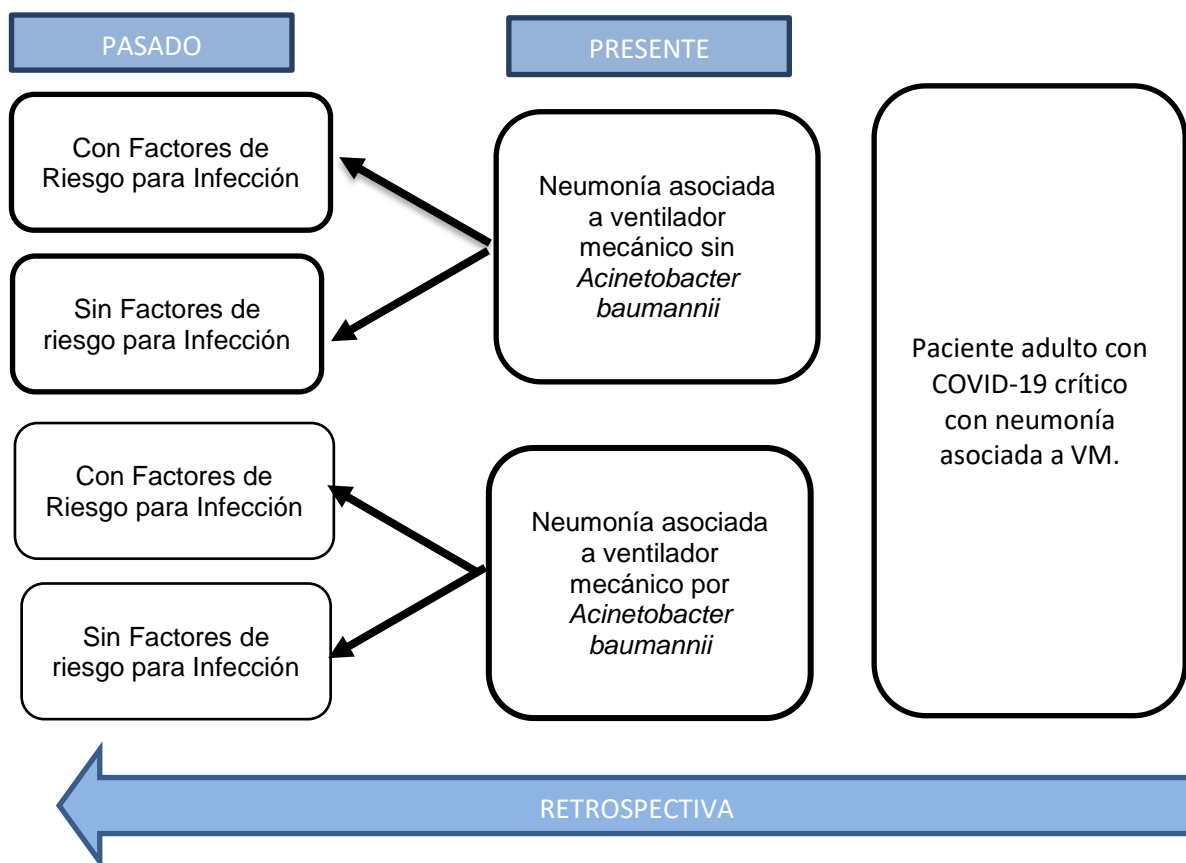 PASADO
PRESENTE
Con Factores de
Riesgo para Infección
Sin Factores de
riesgo para Infección
Con Factores de
Riesgo para Infección
Sin Factores de
riesgo para Infección
Neumonía asociada
a ventilador
mecánico sin
Acinetobacter
baumannii
Neumonía asociada
a ventilador
mecánico por
Acinetobacter
baumannii
Paciente adulto con
COVID-19 crítico
con neumonía
asociada a VM.
RETROSPECTIVA